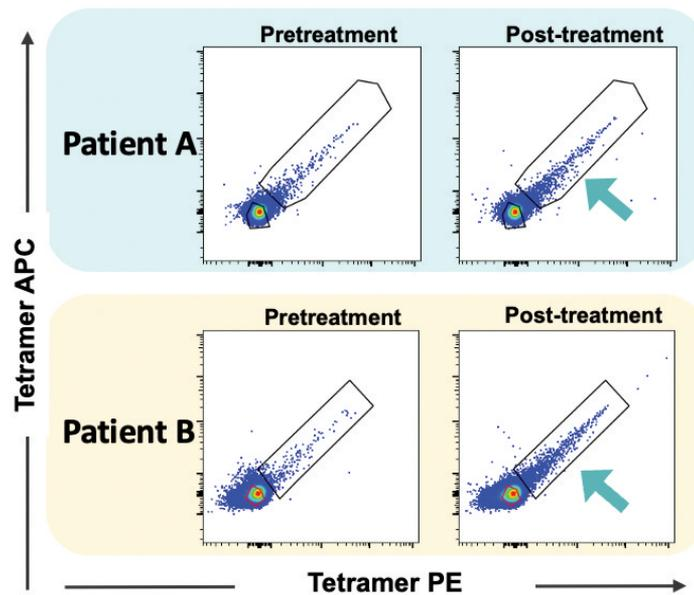 Pretreatment
Post-treatment
Patient A
Pretreatment
Post-treatment
Patient B
Tetramer APC
Tetramer PE